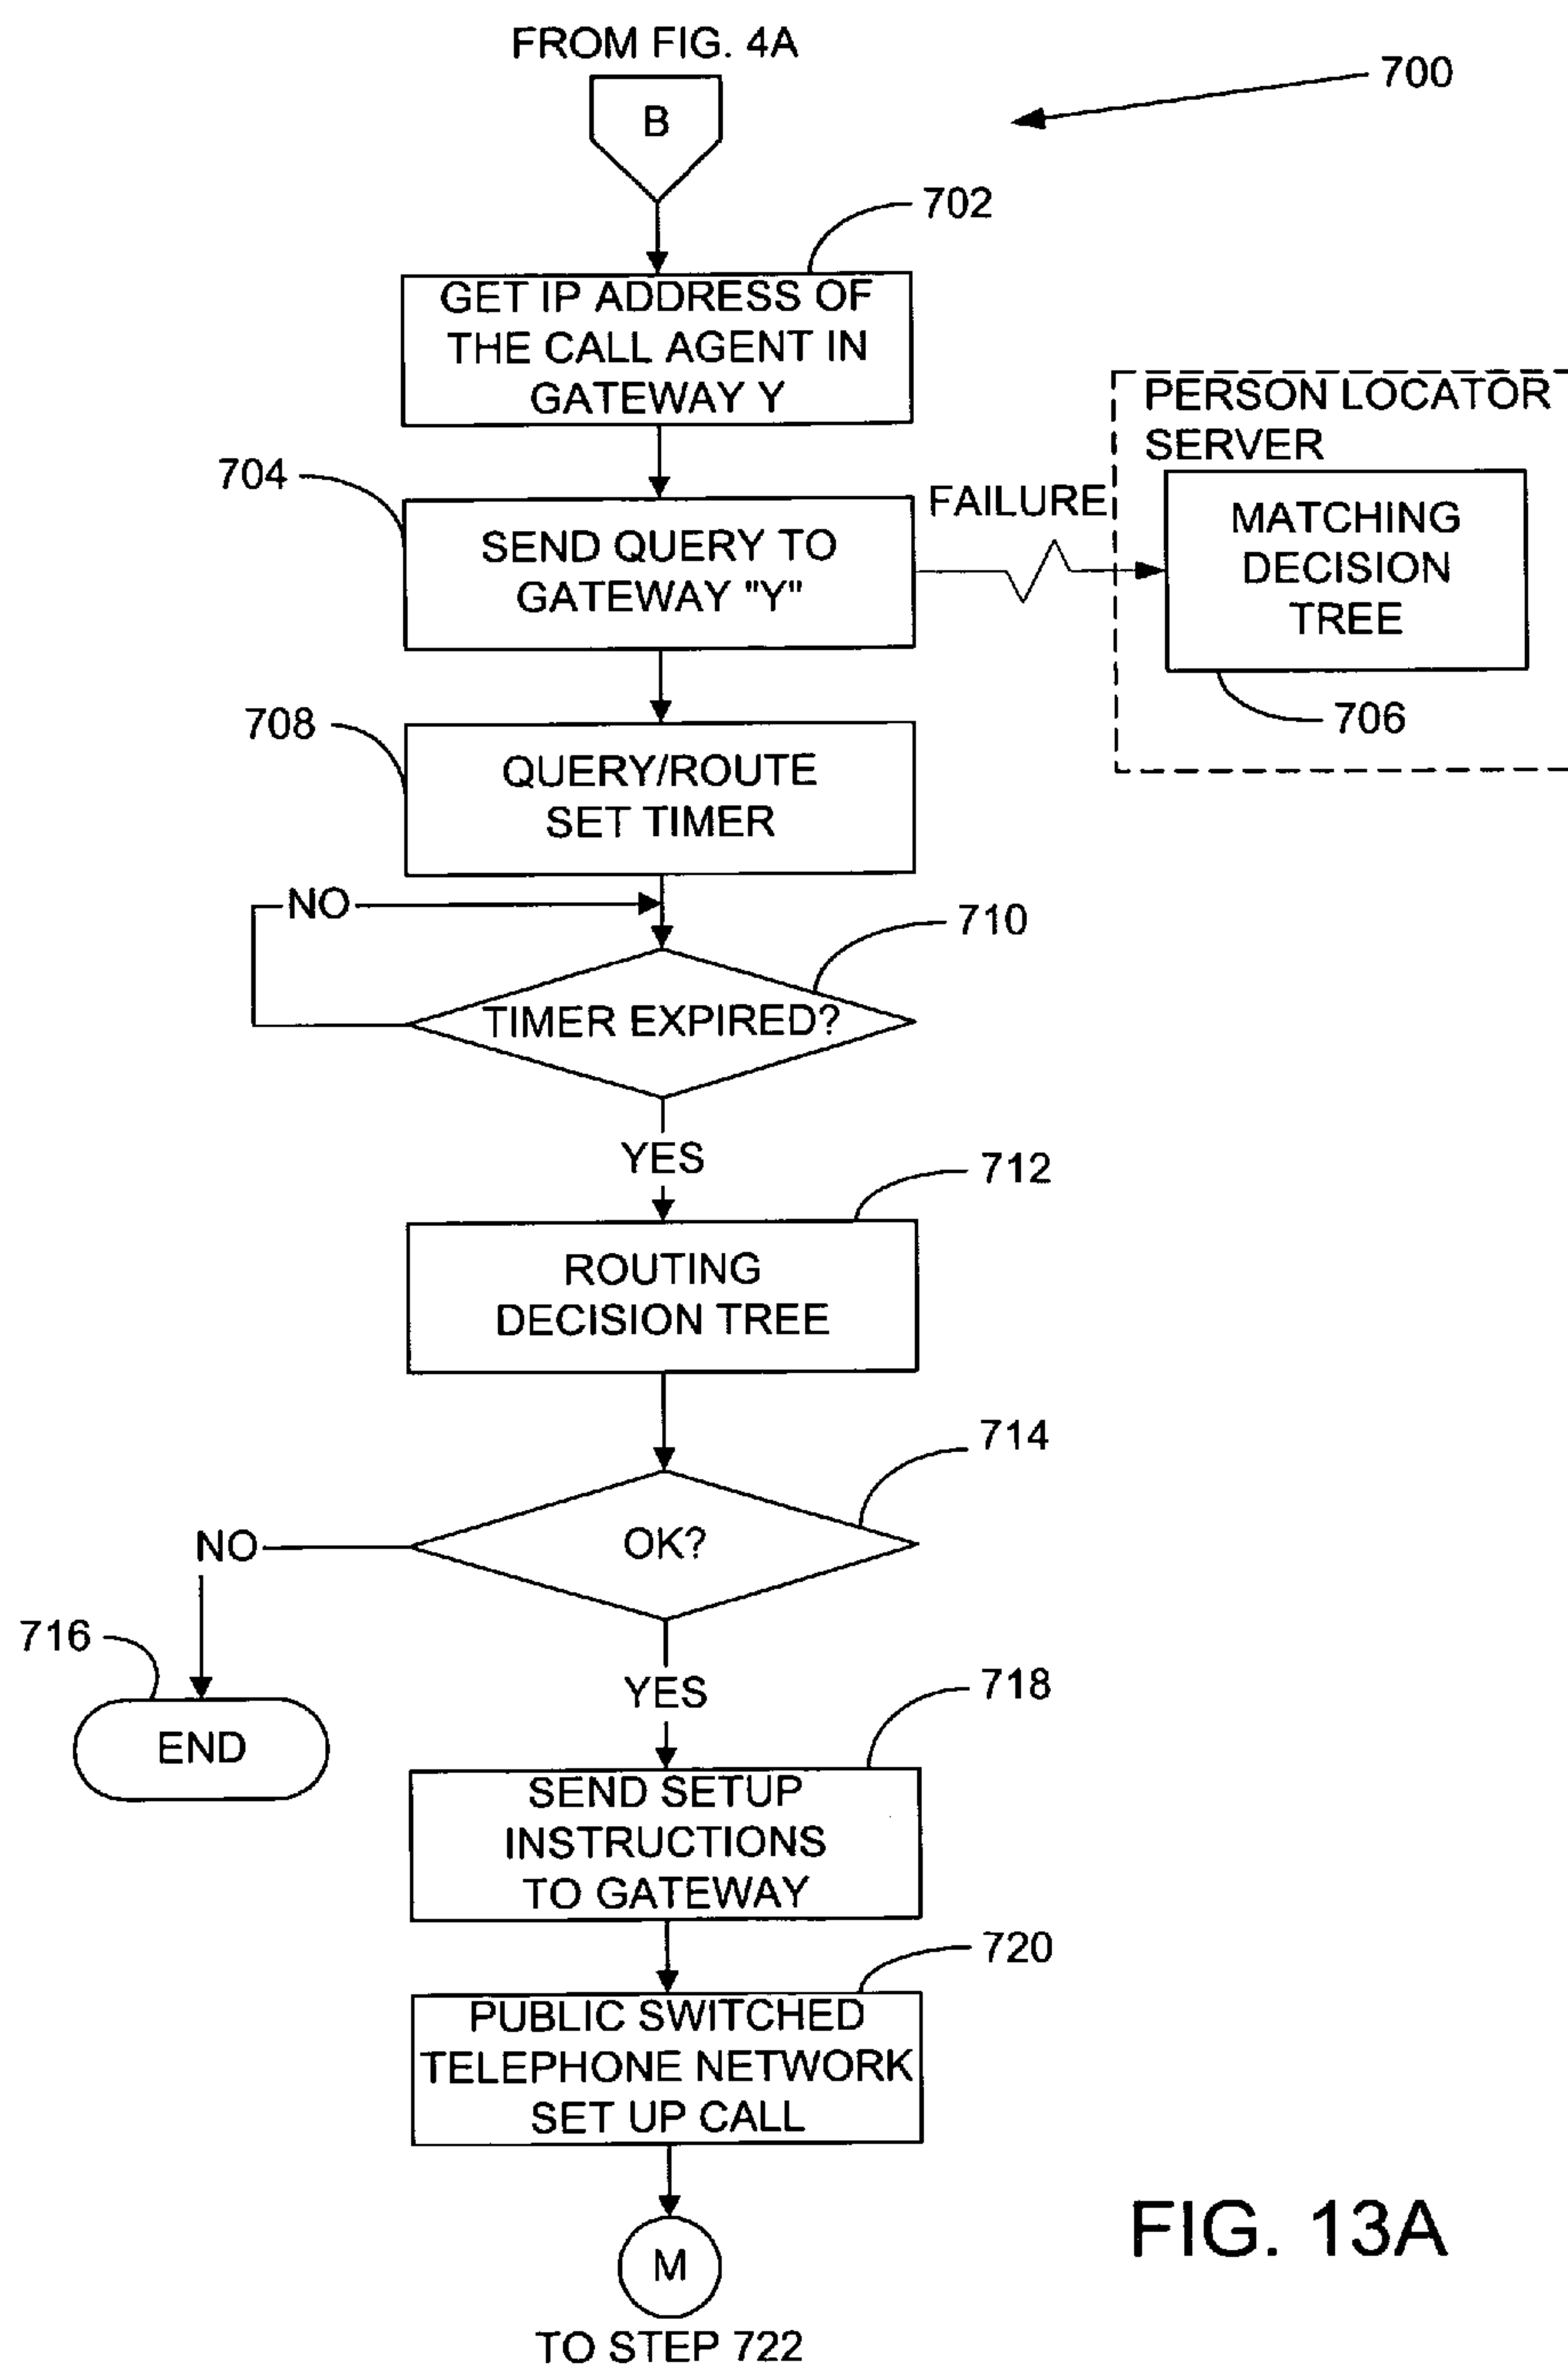 FROM FIG. 4A
700
B
702
GET IP ADDRESS OF
THE CALL AGENT IN
GATEWAY Y
PERSON LOCATOR
SERVER
704
FAILURE
SEND QUERY TO
GATEWAY "Y"
MATCHING
DECISION
TREE
706
708
QUERY/ROUTE
SET TIMER
NO
710
TIMER EXPIRED?
YES
712
ROUTING
DECISION TREE
714
OK?
NO
716
END
YES
718
SEND SETUP
INSTRUCTIONS
TO GATEWAY
720
PUBLIC SWITCHED
TELEPHONE NETWORK
SET UP CALL
M
TO STEP 722
FIG. 13A